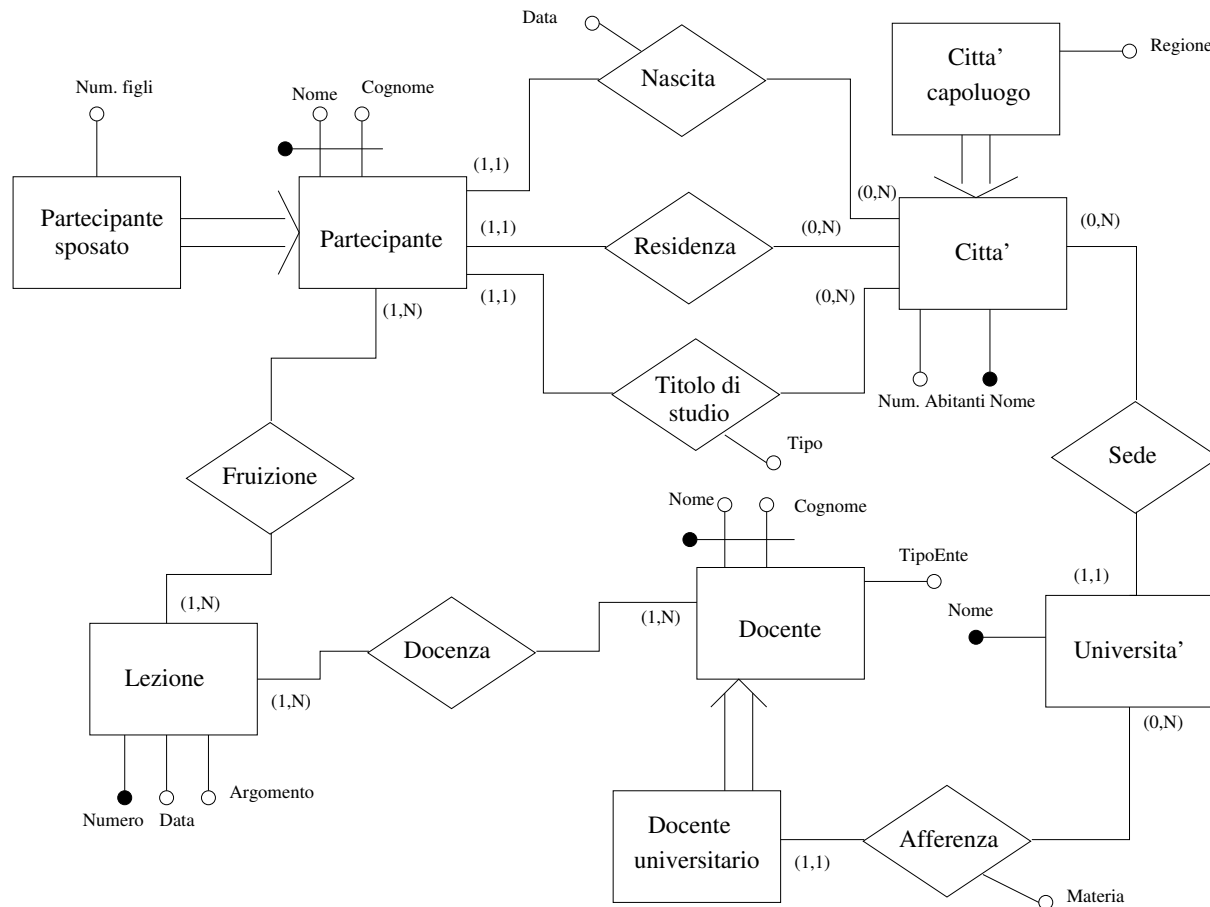 Data
Nascita
Citta'
capoluogo
Regione
Num. figli
Nome
Cognome
(1,1)
(0,N)
(0,N)
Partecipante
sposato
Partecipante
(1,1)
Residenza
(0,N)
Citta'
(1,1)
(0,N)
(1,N)
Titolo di
studio
Num. Abitanti
Nome
Tipo
Sede
Fruizione
Nome
Cognome
TipoEnte
(1,1)
(1,N)
(1,N)
Nome
Docenza
Docente
Universita'
Lezione
(1,N)
(0,N)
Argomento
Numero
Data
Docente
universitario
Afferenza
(1,1)
Materia